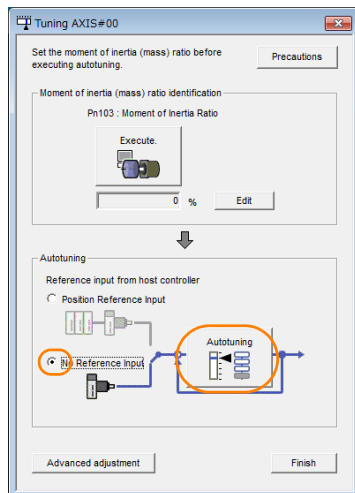 Tuning AXIS#00
Set the moment of inertia (mass) ratio before
executing autotuning.
Precautions
Moment of inertia (mass) ratio identification
Pn103 : Moment of Inertia Ratio
Execute.
0 %
Edit
Autotuning
Reference input from host controller
Position Reference Input
No Reference Input
Autotuning
Advanced adjustment
Finish